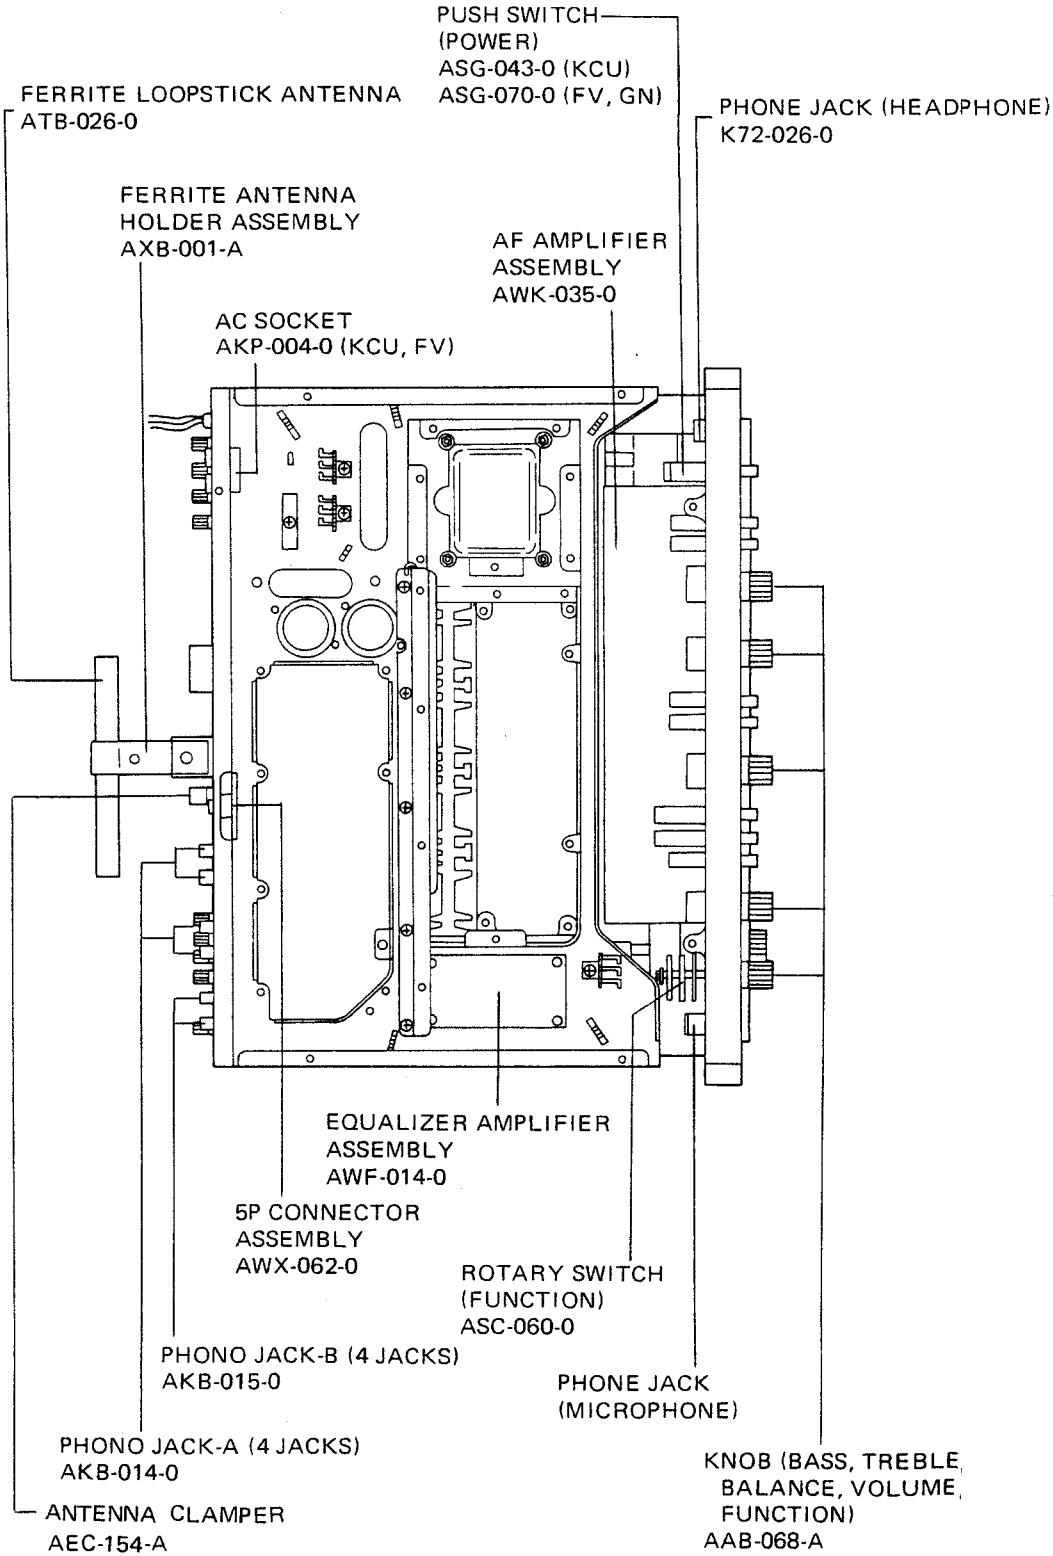 PUSH SWITCH
(POWER)
ASG-043-0 (KCU)
ASG-070-0 (FV, GN)
FERRITE LOOPSTICK ANTENNA
ATB-026-0
PHONE JACK (HEADPHONE)
K72-026-0
FERRITE ANTENNA
HOLDER ASSEMBLY
AXB-001-A
AF AMPLIFIER
ASSEMBLY
AWK-035-0
AC SOCKET
AKP-004-0 (KCU, FV)
EQUALIZER AMPLIFIER
ASSEMBLY
AWF-014-0
5P CONNECTOR
ASSEMBLY
AWX-062-0
ROTARY SWITCH
(FUNCTION)
ASC-060-0
PHONO JACK-B (4 JACKS)
AKB-015-0
PHONE JACK
(MICROPHONE)
PHONO JACK-A (4 JACKS)
AKB-014-0
KNOB (BASS, TREBLE,
BALANCE, VOLUME,
FUNCTION)
AAB-068-A
ANTENNA CLAMPER
AEC-154-A